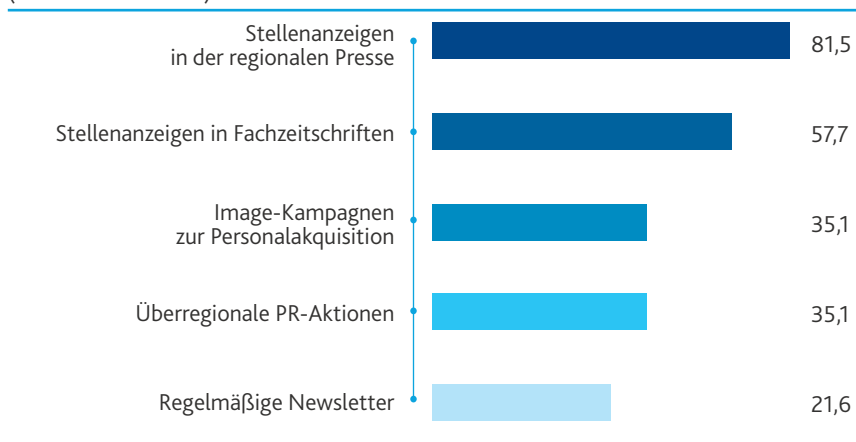 Stellenanzeigen
in der regionalen Presse
81,5
Stellenanzeigen in Fachzeitschriften
57,7
Image-Kampagnen
zur Personalakquisition
35,1
Überregionale PR-Aktionen
35,1
Regelmäßige Newsletter
21,6